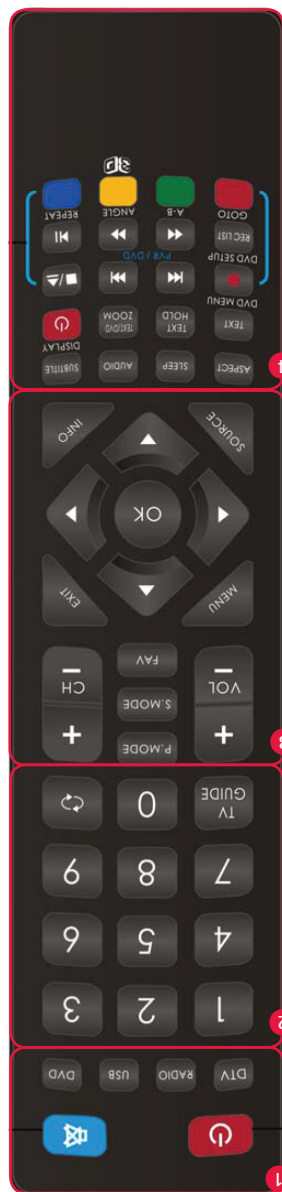 1
DTV RADIO USB DVD
2
1 2 3
4 5 6
7 8 9
TV
GUIDE
0
3
+ P.MODE +
VOL S.MODE CH
− FAV −
MENU EXIT
OK
SOURCE INFO
4
ASPECT SLEEP AUDIO SUBTITLE
DISPLAY
TEXT
TEXT
HOLD
TEXT/DVD
ZOOM
DVD MENU
DVD SETUP
PVR / DVD
REC LIST
GOTO A-B ANGLE REPEAT